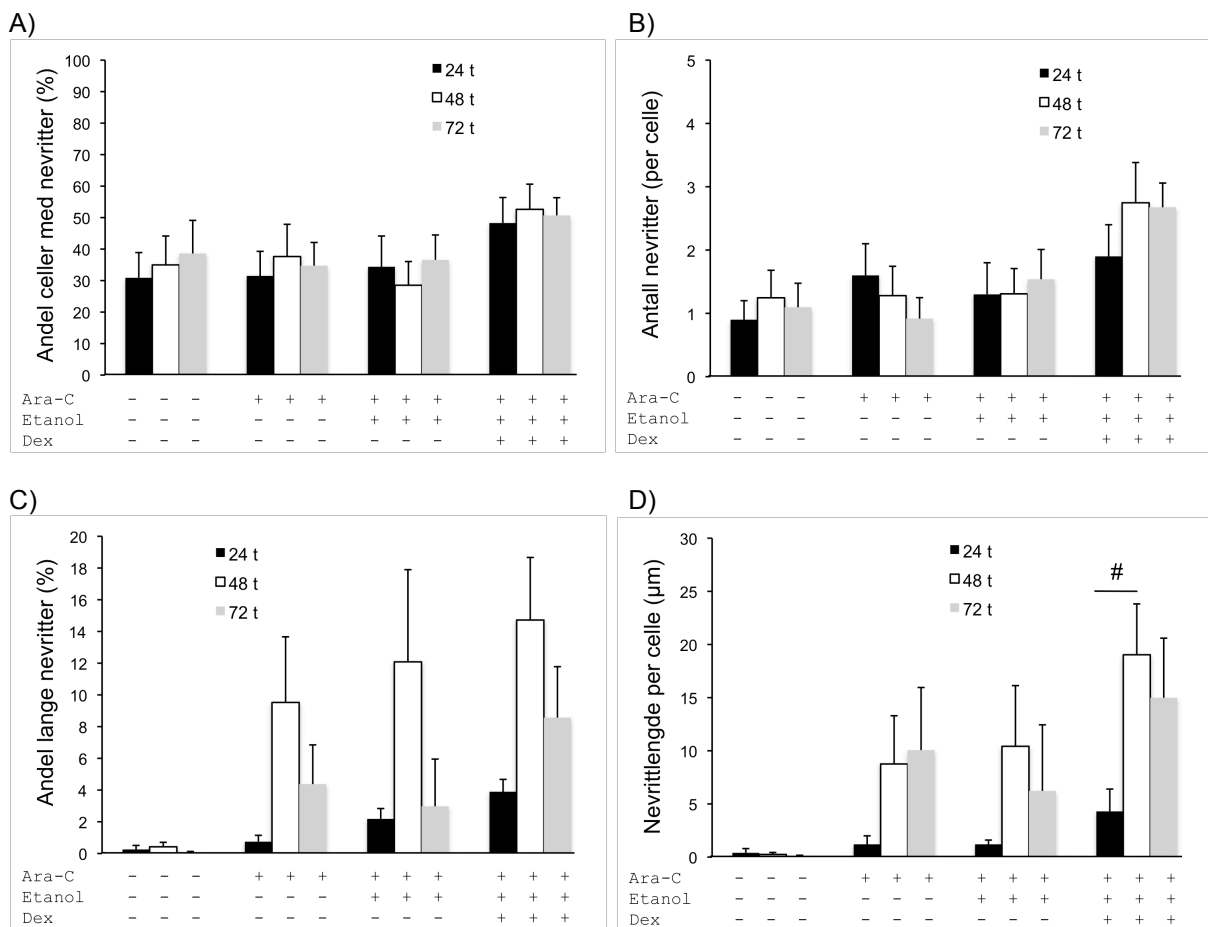 A)
Andel celler med nevritter (%)
100
90
80
70
60
50
40
30
20
10
0
24 t
48 t
72 t
Ara-C – – – + + + + + + + + +
Etanol – – – – – – + + + + + +
Dex – – – – – – – – – + + +
B)
Antall nevritter (per celle)
5
4
3
2
1
0
24 t
48 t
72 t
Ara-C – – – + + + + + + + + +
Etanol – – – – – – + + + + + +
Dex – – – – – – – – – + + +
C)
Andel lange nevritter (%)
20
18
16
14
12
10
8
6
4
2
0
24 t
48 t
72 t
Ara-C – – – + + + + + + + + +
Etanol – – – – – – + + + + + +
Dex – – – – – – – – – + + +
D)
Nevrittlengde per celle (µm)
30
25
20
15
10
5
0
24 t
48 t
72 t
#
Ara-C – – – + + + + + + + + +
Etanol – – – – – – + + + + + +
Dex – – – – – – – – – + + +